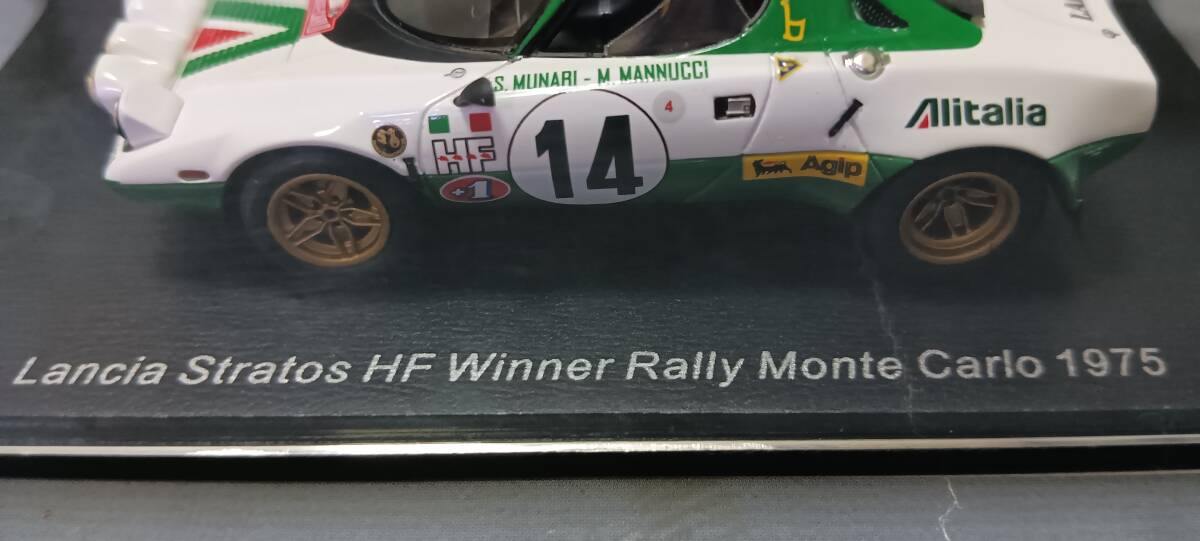 S. MUNARI - M. MANNUCCI
4
Alitalia
HF
14
Agip
+1
Lancia Stratos HF Winner Rally Monte Carlo 1975